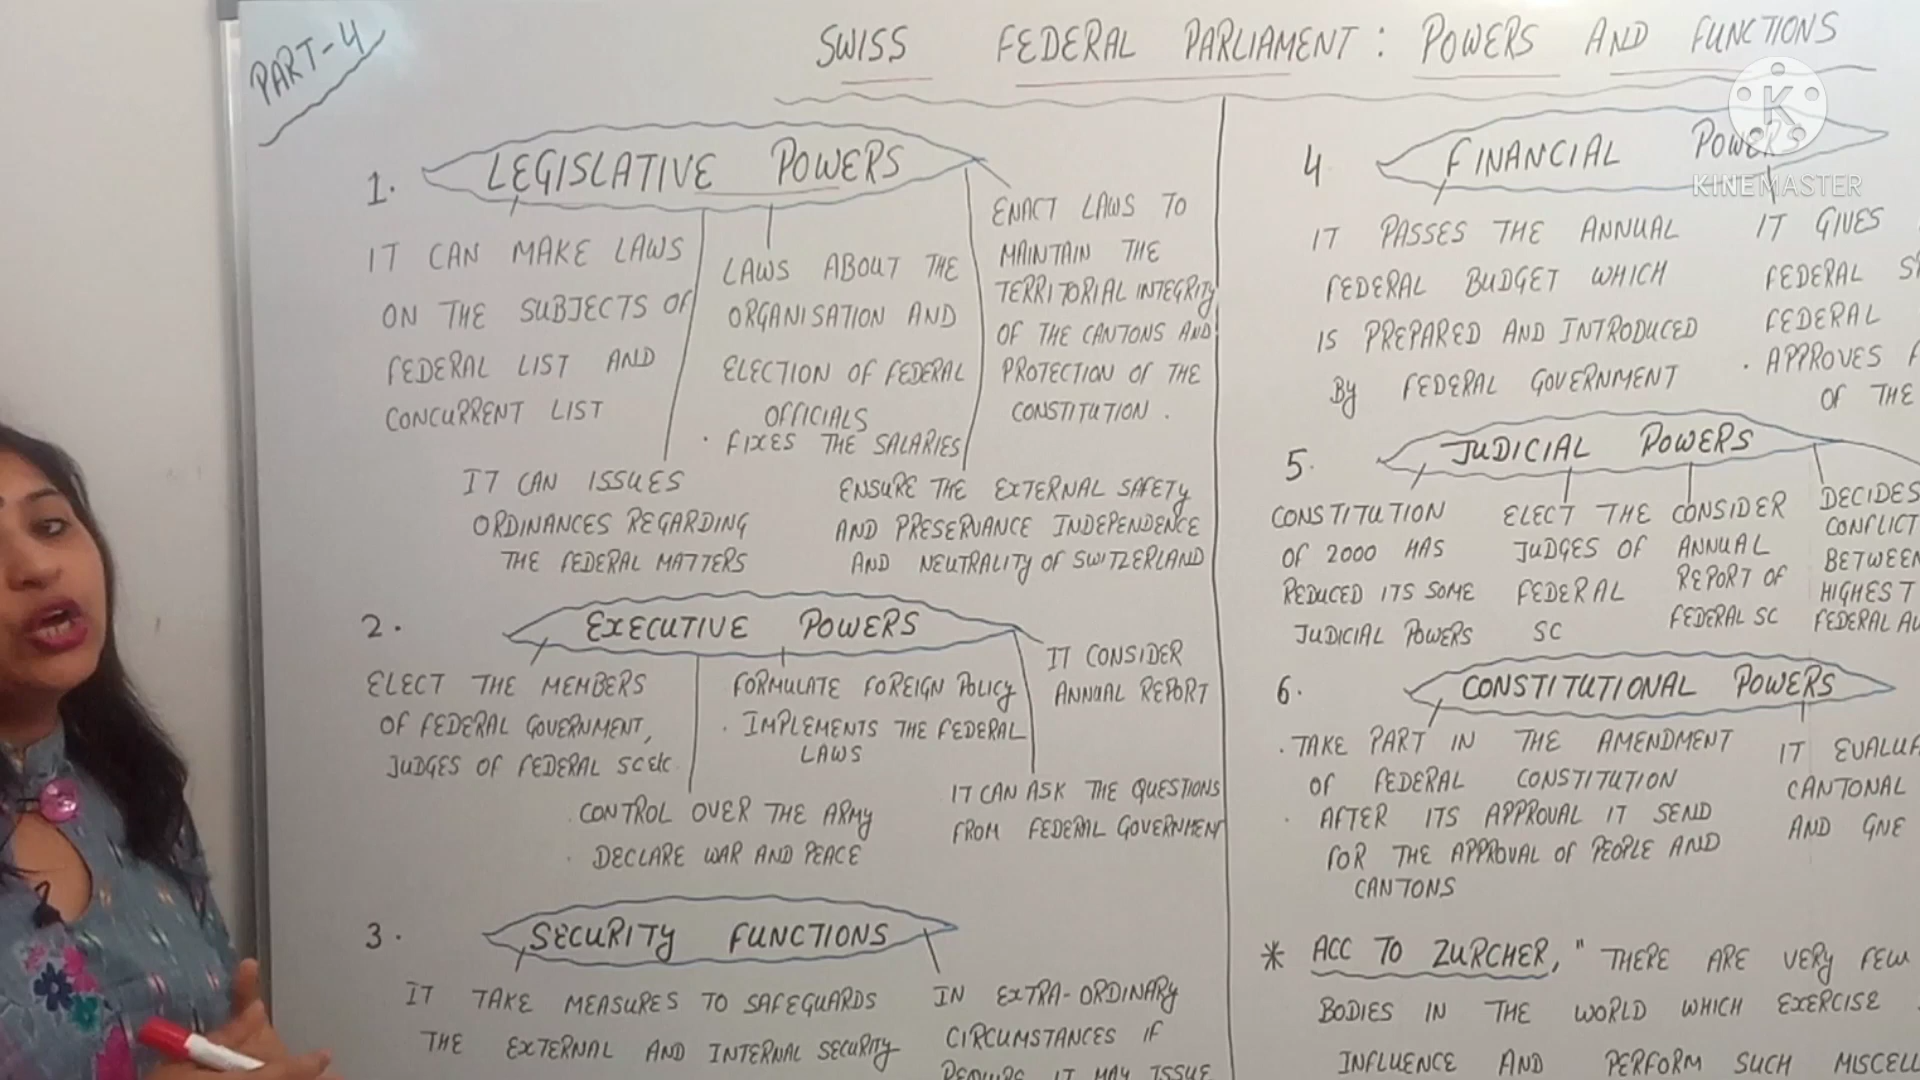 PART-4
SWISS FEDERAL PARLIAMENT: POWERS AND FUNCTIONS
1. LEGISLATIVE POWERS
IT CAN MAKE LAWS
ON THE SUBJECTS OF
FEDERAL LIST AND
CONCURRENT LIST
IT CAN ISSUES
ORDINANCES REGARDING
THE FEDERAL MATTERS
LAWS ABOUT THE
ORGANISATION AND
ELECTION OF FEDERAL
OFFICIALS
· FIXES THE SALARIES
ENSURE THE EXTERNAL SAFETY
AND PRESERVANCE INDEPENDENCE
AND NEUTRALITY OF SWITZERLAND
ENACT LAWS TO
MAINTAIN THE
TERRITORIAL INTEGRITY
OF THE CANTONS AND
PROTECTION OF THE
CONSTITUTION.
2. EXECUTIVE POWERS
ELECT THE MEMBERS
OF FEDERAL GOVERNMENT,
JUDGES OF FEDERAL SC etc
· CONTROL OVER THE ARMY
· DECLARE WAR AND PEACE
FORMULATE FOREIGN POLICY
· IMPLEMENTS THE FEDERAL
LAWS
IT CAN ASK THE QUESTIONS
FROM FEDERAL GOVERNMENT
IT CONSIDER
ANNUAL REPORT
3. SECURITY FUNCTIONS
IT TAKE MEASURES TO SAFEGUARDS
THE EXTERNAL AND INTERNAL SECURITY
IN EXTRA-ORDINARY
CIRCUMSTANCES IF
REQUIRE IT MAY ISSUE
4 FINANCIAL POWERS
IT PASSES THE ANNUAL
FEDERAL BUDGET WHICH
IS PREPARED AND INTRODUCED
BY FEDERAL GOVERNMENT
IT GIVES
FEDERAL
FEDERAL
· APPROVES
OF THE
5. JUDICIAL POWERS
CONSTITUTION
OF 2000 HAS
REDUCED ITS SOME
JUDICIAL POWERS
ELECT THE
JUDGES OF
FEDERAL
SC
CONSIDER
ANNUAL
REPORT OF
FEDERAL SC
DECIDES
CONFLICT
BETWEEN
HIGHEST
FEDERAL
6. CONSTITUTIONAL POWERS
· TAKE PART IN THE AMENDMENT
OF FEDERAL CONSTITUTION
· AFTER ITS APPROVAL IT SEND
FOR THE APPROVAL OF PEOPLE AND
CANTONS
IT
CANTONAL
AND
* ACC TO ZURCHER, "THERE ARE VERY FEW
BODIES IN THE WORLD WHICH EXERCISE
INFLUENCE AND PERFORM SUCH
K
KINEMASTER